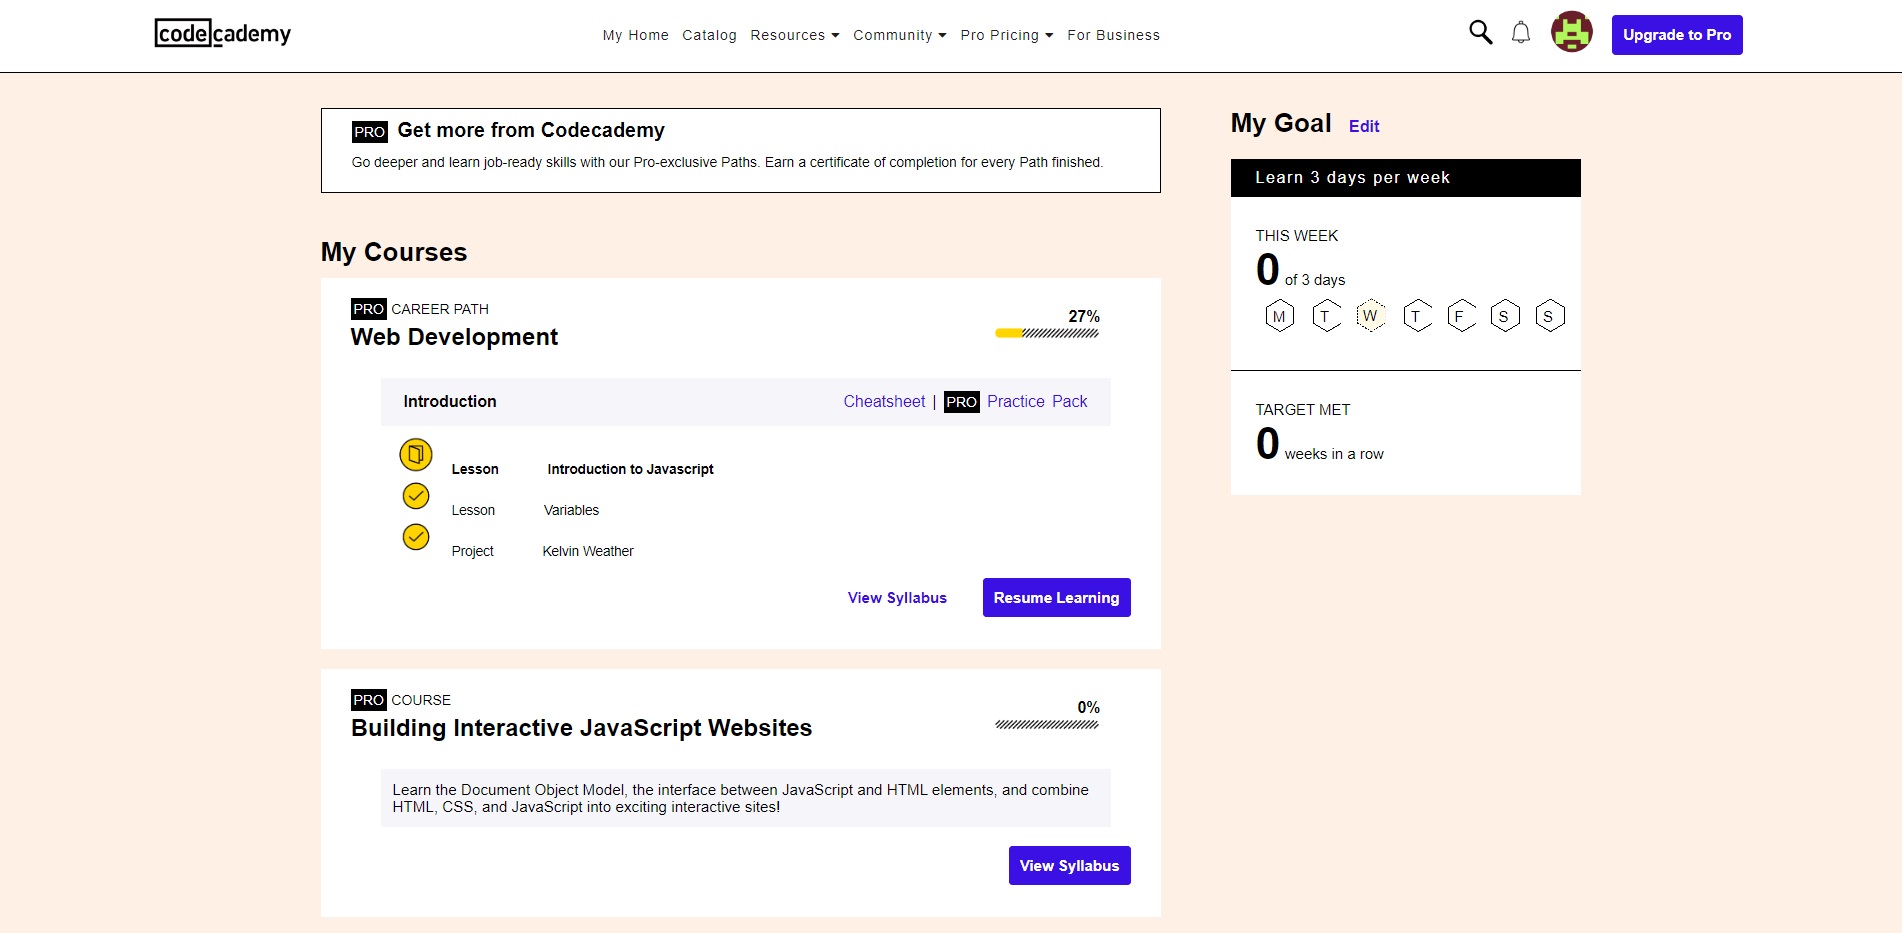 codecademy
My Home Catalog Resources Community Pro Pricing For Business
Upgrade to Pro
PRO Get more from Codecademy
Go deeper and learn job-ready skills with our Pro-exclusive Paths. Earn a certificate of completion for every Path finished.
My Courses
PRO CAREER PATH
Web Development
27%
Introduction
Cheatsheet | PRO Practice Pack
Lesson Introduction to Javascript
Lesson Variables
Project Kelvin Weather
View Syllabus
Resume Learning
PRO COURSE
Building Interactive JavaScript Websites
0%
Learn the Document Object Model, the interface between JavaScript and HTML elements, and combine
HTML, CSS, and JavaScript into exciting interactive sites!
View Syllabus
My Goal Edit
Learn 3 days per week
THIS WEEK
0 of 3 days
M T W T F S S
TARGET MET
0 weeks in a row